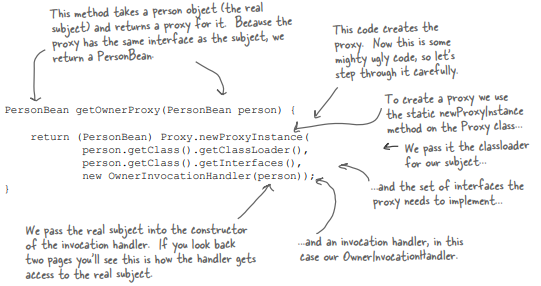 This method takes a person object (the real
subject) and returns a proxy for it. Because the
proxy has the same interface as the subject, we
return a PersonBean.
This code creates the
proxy. Now this is some
mighty ugly code, so let's
step through it carefully.
PersonBean getOwnerProxy(PersonBean person) {
return (PersonBean) Proxy.newProxyInstance(
person.getClass().getClassLoader(),
person.getClass().getInterfaces(),
new OwnerInvocationHandler(person));
}
To create a proxy we use
the static newProxyInstance
method on the Proxy class...
We pass it the classloader
for our subject...
...and the set of interfaces the
proxy needs to implement...
We pass the real subject into the constructor
of the invocation handler. If you look back
two pages you'll see this is how the handler gets
access to the real subject.
...and an invocation handler, in this
case our OwnerInvocationHandler.